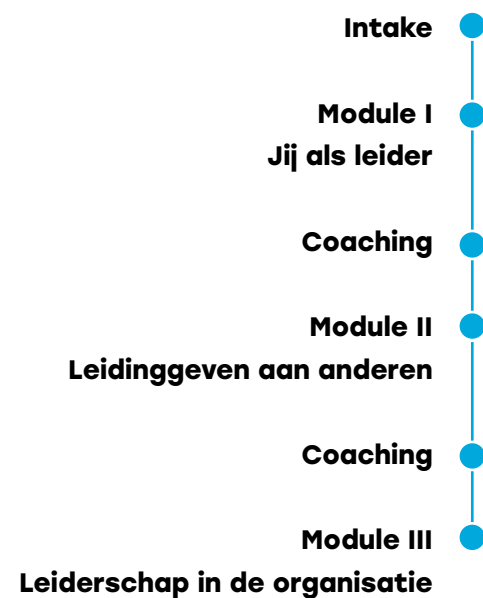 Intake
Module I
Jij als leider
Coaching
Module II
Leidinggeven aan anderen
Coaching
Module III
Leiderschap in de organisatie